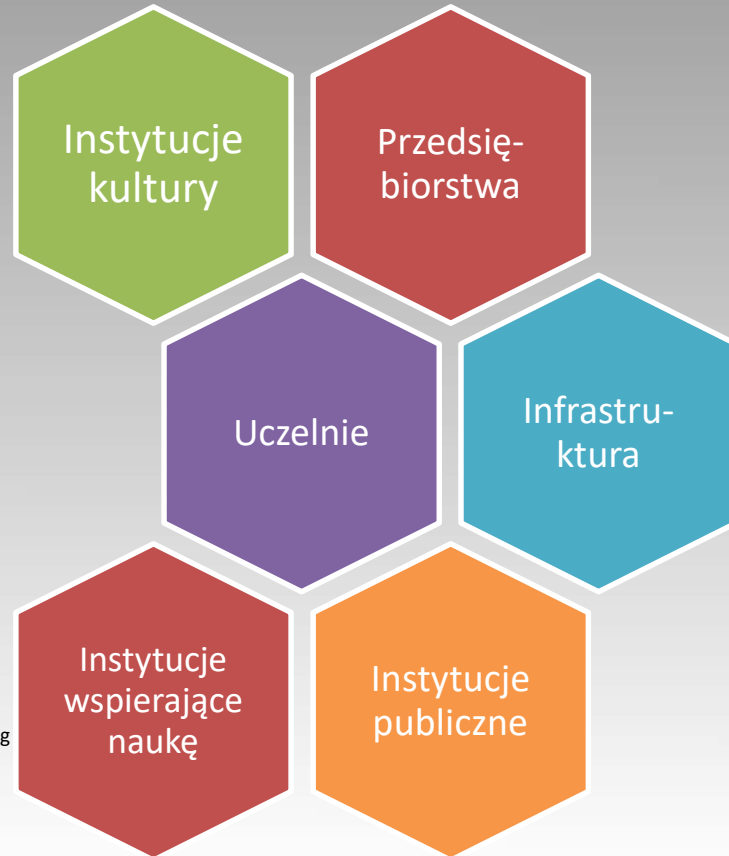 Instytucje
kultury
Przedsię-
biorstwa
Uczelnie
Infrastru-
ktura
Instytucje
wspierające
naukę
Instytucje
publiczne
g